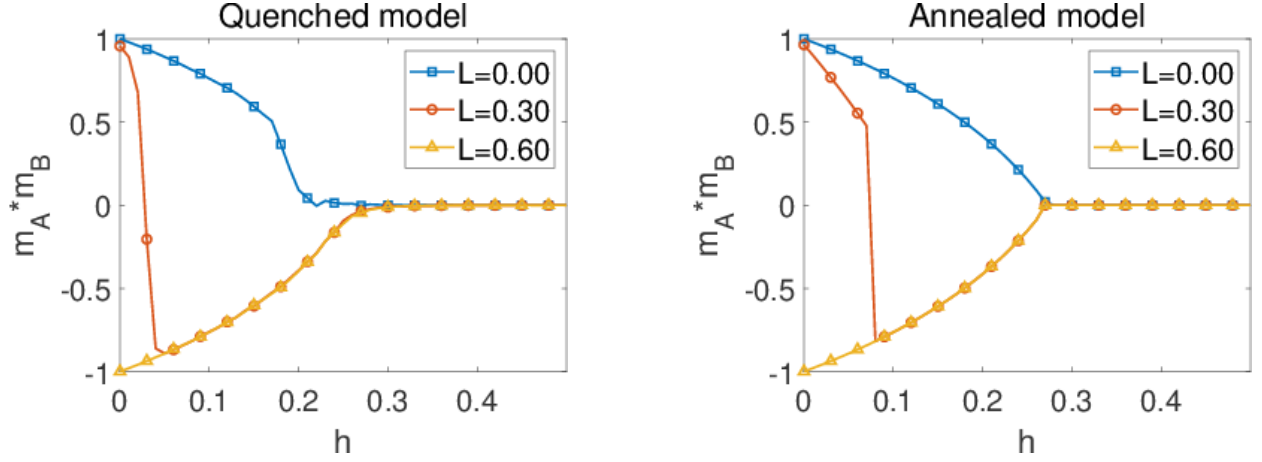 Quenched model
1
0.5
0
-0.5
-1
m_A*m_B
L=0.00
L=0.30
L=0.60
0 0.1 0.2 0.3 0.4
h
Annealed model
1
0.5
0
-0.5
-1
m_A*m_B
L=0.00
L=0.30
L=0.60
0 0.1 0.2 0.3 0.4
h